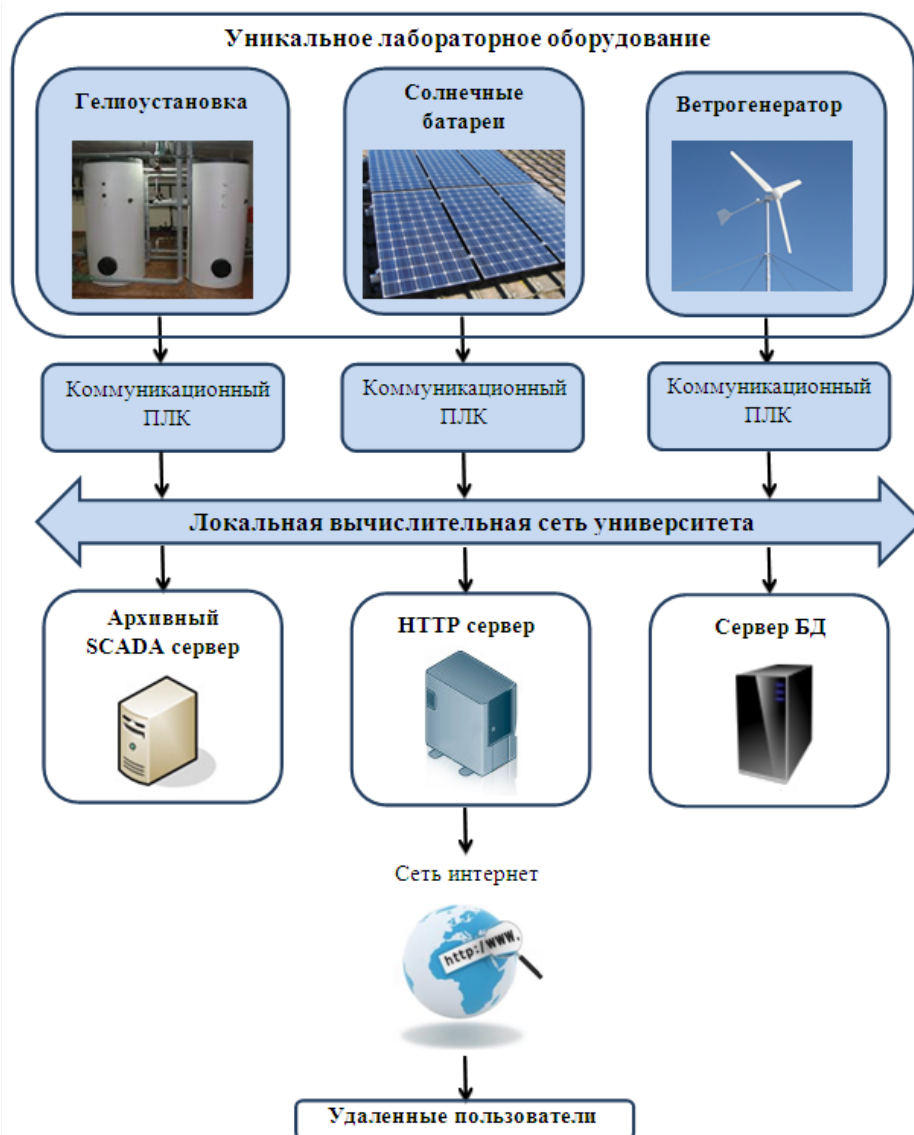 Уникальное лабораторное оборудование
Гелиоустановка
Солнечные
батареи
Ветрогенератор
Коммуникационный
ПЛК
Коммуникационный
ПЛК
Коммуникационный
ПЛК
Локальная вычислительная сеть университета
Архивный
SCADA сервер
HTTP сервер
Сервер БД
Сеть интернет
http:/WWW.
Удаленные пользователи